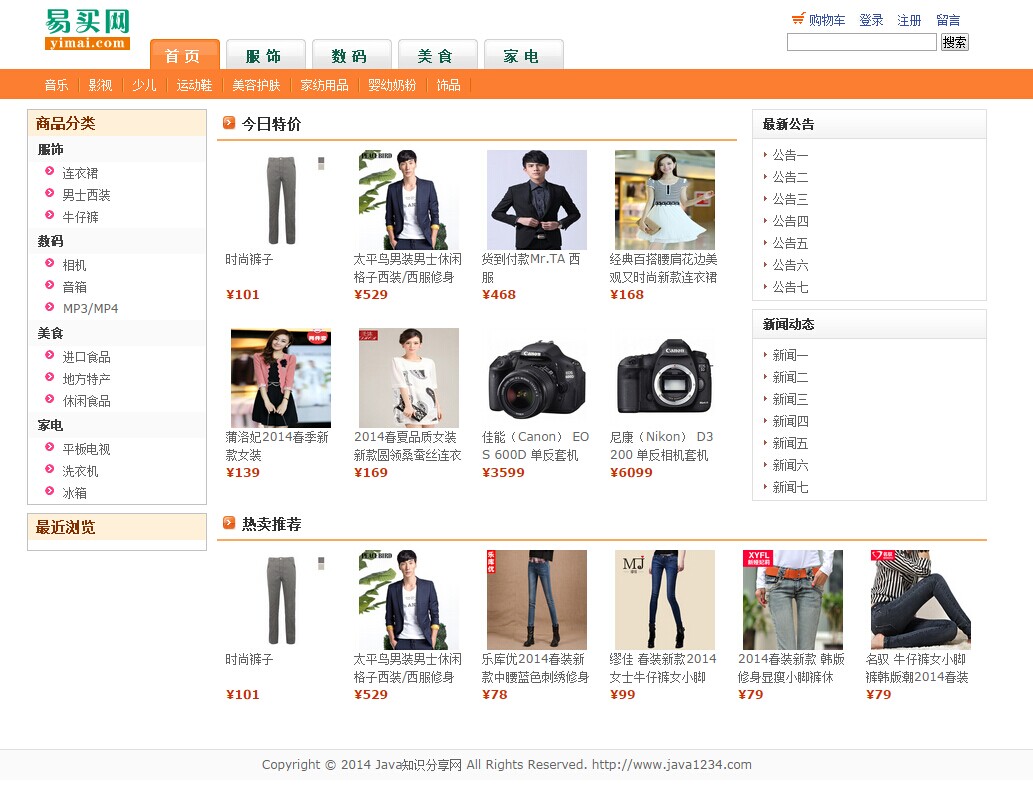 易买网
yimai.com
购物车 登录 注册 留言
搜索
首页 服饰 数码 美食 家电
音乐 影视 少儿 运动鞋 美容护肤 家纺用品 婴幼奶粉 饰品
商品分类
服饰
连衣裙
男士西装
牛仔裤
数码
相机
音箱
MP3/MP4
美食
进口食品
地方特产
休闲食品
家电
平板电视
洗衣机
冰箱
最近浏览
今日特价
PEACE BIRD
时尚裤子
¥101
太平鸟男装男士休闲
格子西装/西服修身
¥529
货到付款Mr.TA 西
服
¥468
经典百搭腰肩花边美
观又时尚新款连衣裙
¥168
蒲洛妃2014春季新
款女装
¥139
2014春夏品质女装
新款圆领桑蚕丝连衣
¥169
Canon
佳能（Canon） EO
S 600D 单反套机
¥3599
Canon
尼康（Nikon） D3
200 单反相机套机
¥6099
最新公告
公告一
公告二
公告三
公告四
公告五
公告六
公告七
新闻动态
新闻一
新闻二
新闻三
新闻四
新闻五
新闻六
新闻七
热卖推荐
时尚裤子
¥101
PEACE BIRD
太平鸟男装男士休闲
格子西装/西服修身
¥529
乐库优
乐库优2014春装新
款中腰蓝色刺绣修身
¥78
MJ
缪佳 春装新款2014
女士牛仔裤女小脚
¥99
XYFL
2014春装新款 韩版
修身显瘦小脚裤休
¥79
名驭 牛仔裤女小脚
裤韩版潮2014春装
¥79
Copyright © 2014 Java知识分享网 All Rights Reserved. http://www.java1234.com